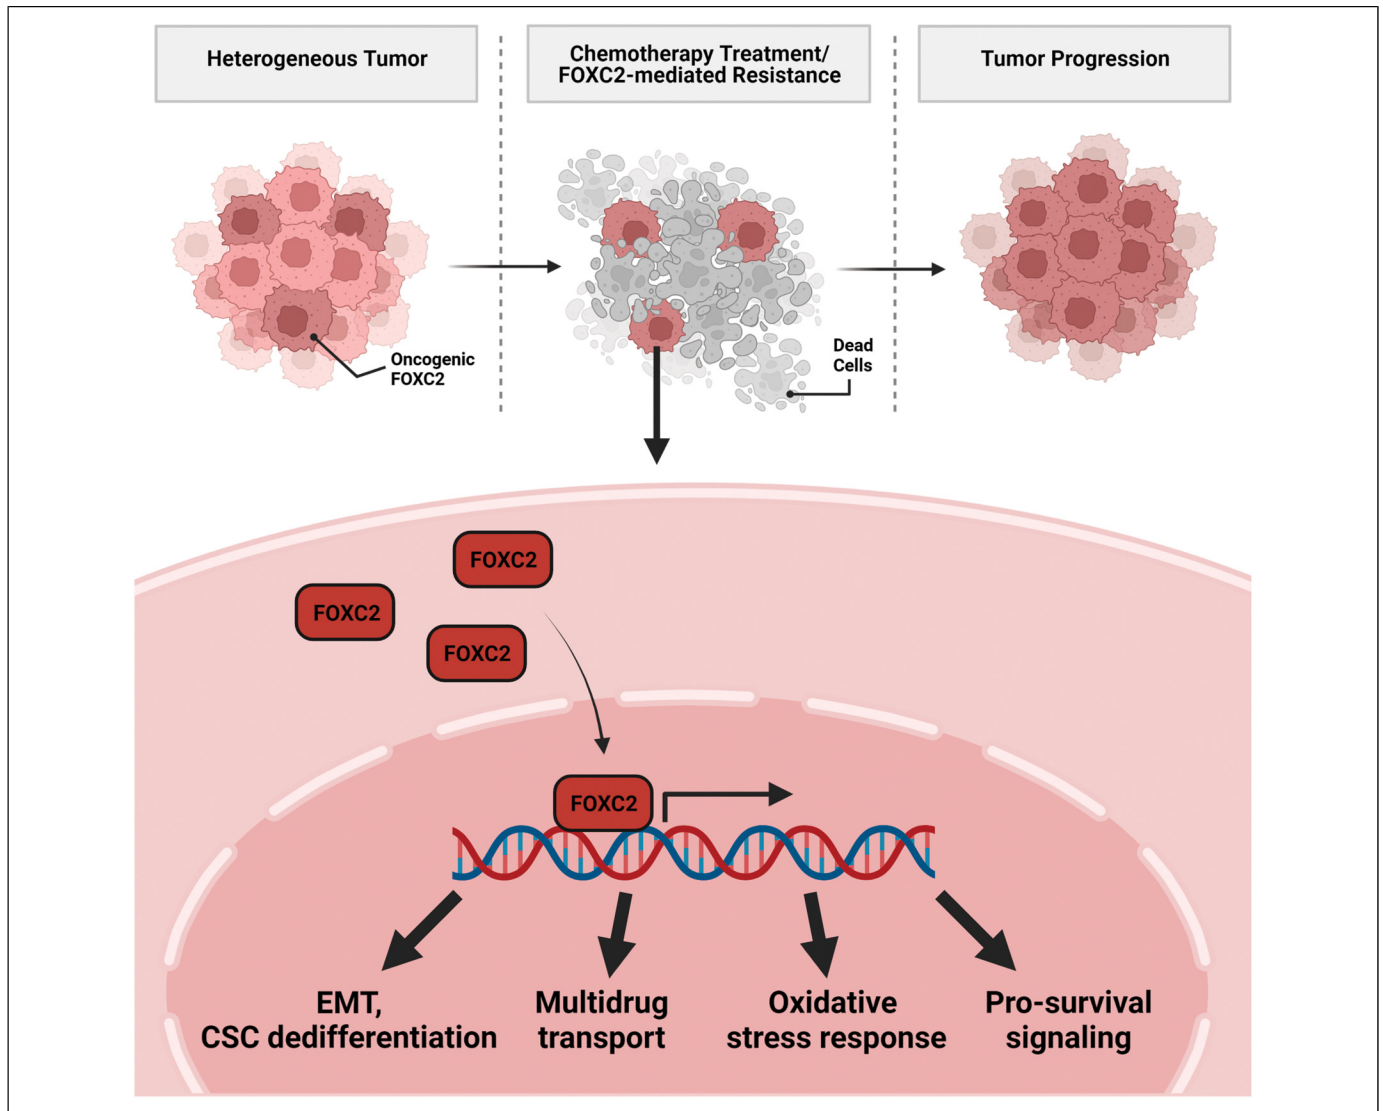 Heterogeneous Tumor
Chemotherapy Treatment/
FOXC2-mediated Resistance
Tumor Progression
Oncogenic
FOXC2
Dead
Cells
FOXC2
FOXC2
FOXC2
FOXC2
EMT,
CSC dedifferentiation
Multidrug
transport
Oxidative
stress response
Pro-survival
signaling